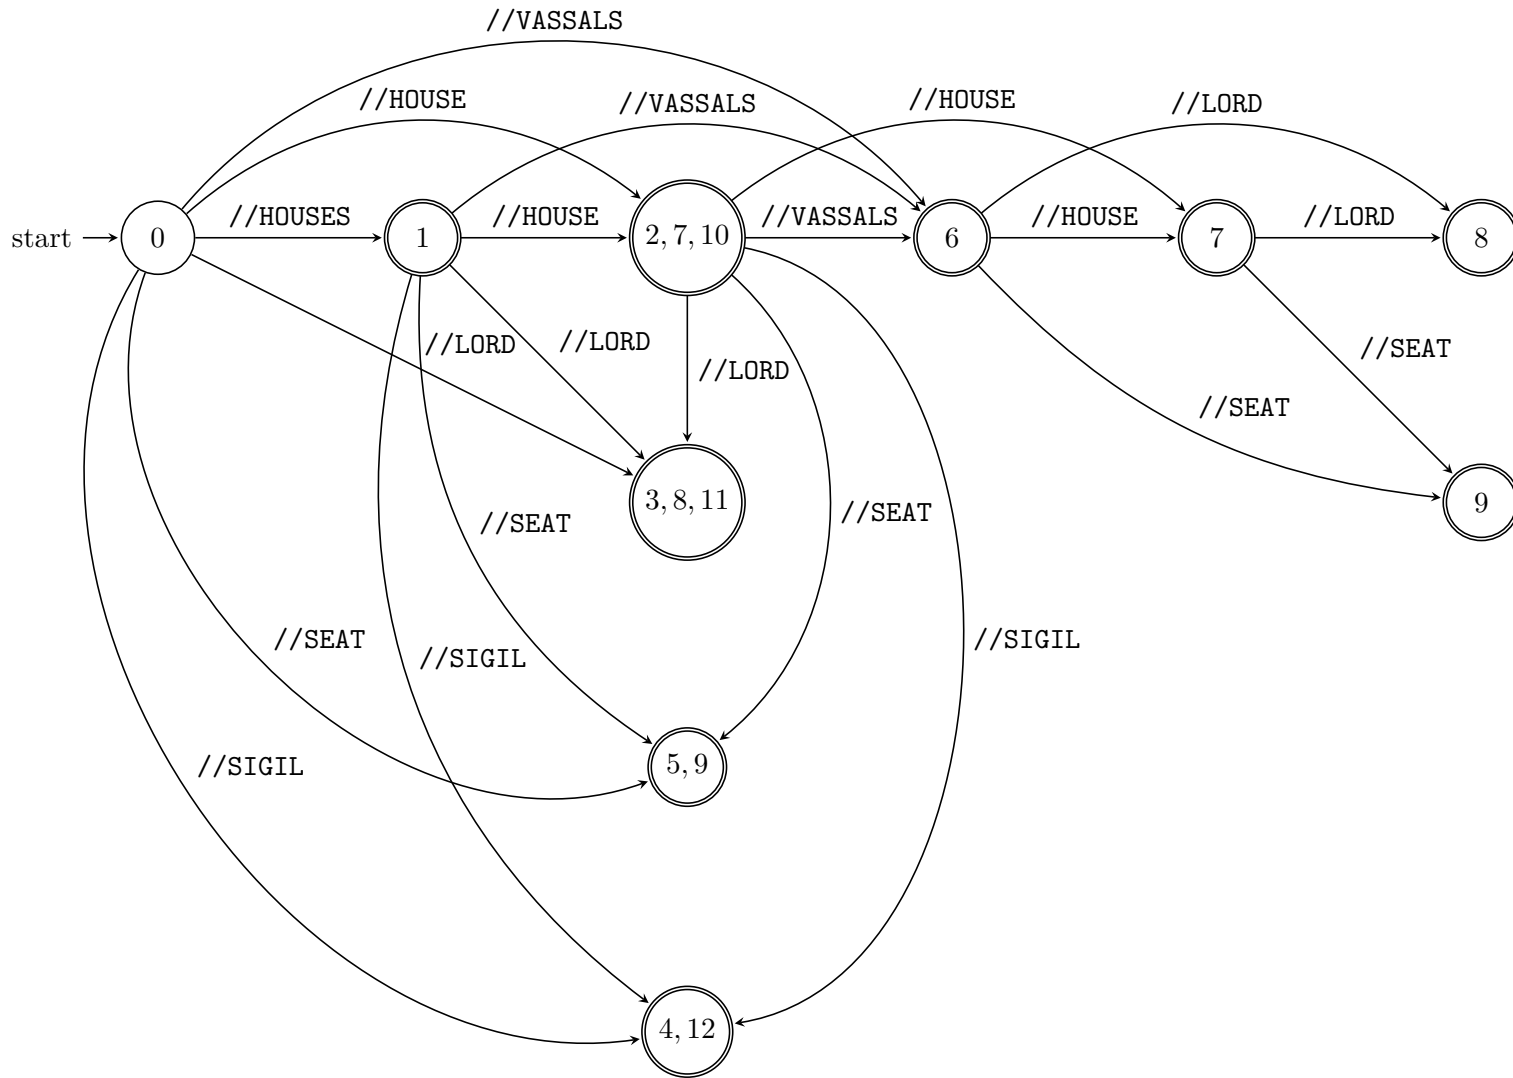 //VASSALS
//HOUSE
//VASSALS
//HOUSE
//LORD
start
0
//HOUSES
1
//HOUSE
2, 7, 10
//VASSALS
6
//HOUSE
7
//LORD
8
//LORD
//LORD
//LORD
//SEAT
//SEAT
3, 8, 11
//SEAT
//SEAT
9
//SEAT
//SIGIL
//SIGIL
//SIGIL
5, 9
4, 12